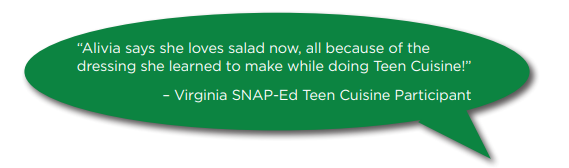 “Alivia says she loves salad now, all because of the
dressing she learned to make while doing Teen Cuisine!”
– Virginia SNAP-Ed Teen Cuisine Participant